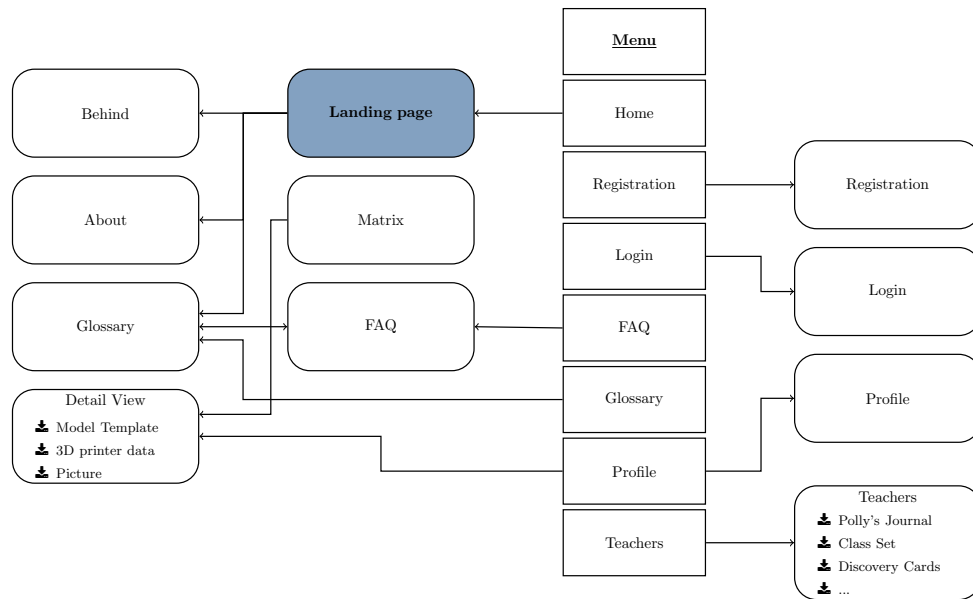 Menu
Behind
Landing page
Home
Registration
Registration
About
Matrix
Login
Login
Glossary
FAQ
FAQ
Detail View
Model Template
3D printer data
Picture
Glossary
Profile
Profile
Teachers
Teachers
Polly's Journal
Class Set
Discovery Cards
...